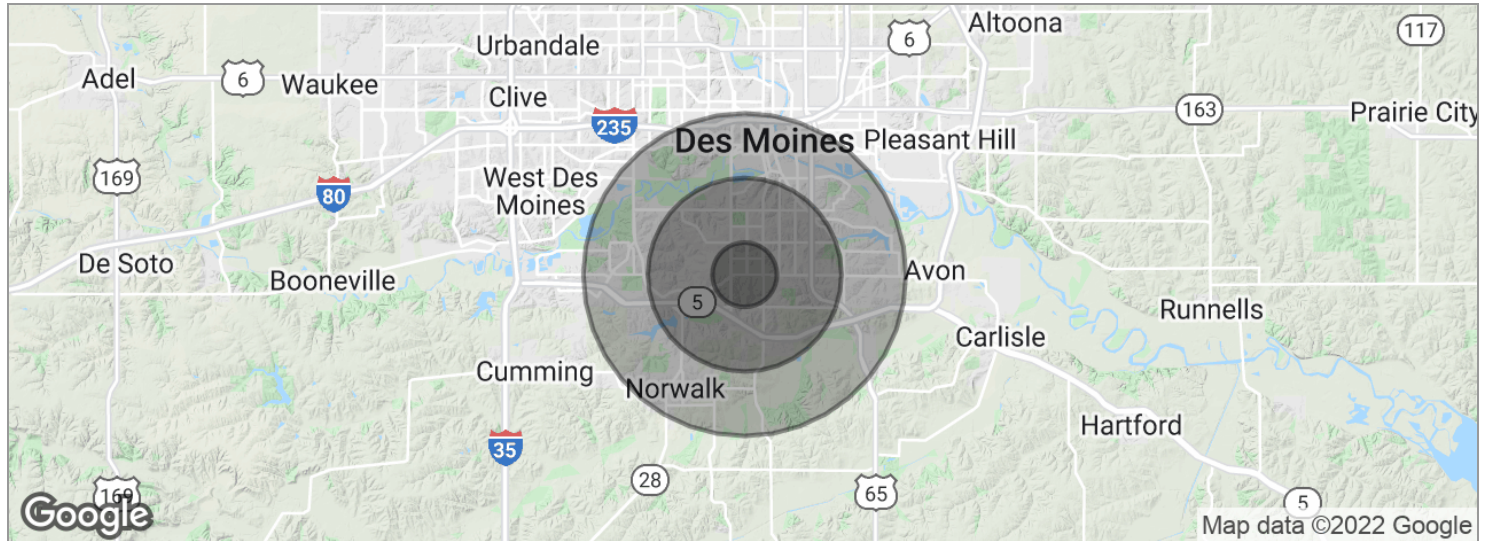 Altoona
6
117
Urbandale
Adel
6
Waukee
Clive
163
Prairie City
235
Des Moines
Pleasant Hill
169
80
West Des
Moines
De Soto
Booneville
Avon
5
Runnells
Carlisle
Cumming
Norwalk
Hartford
35
28
65
169
5
Google
Map data ©2022 Google